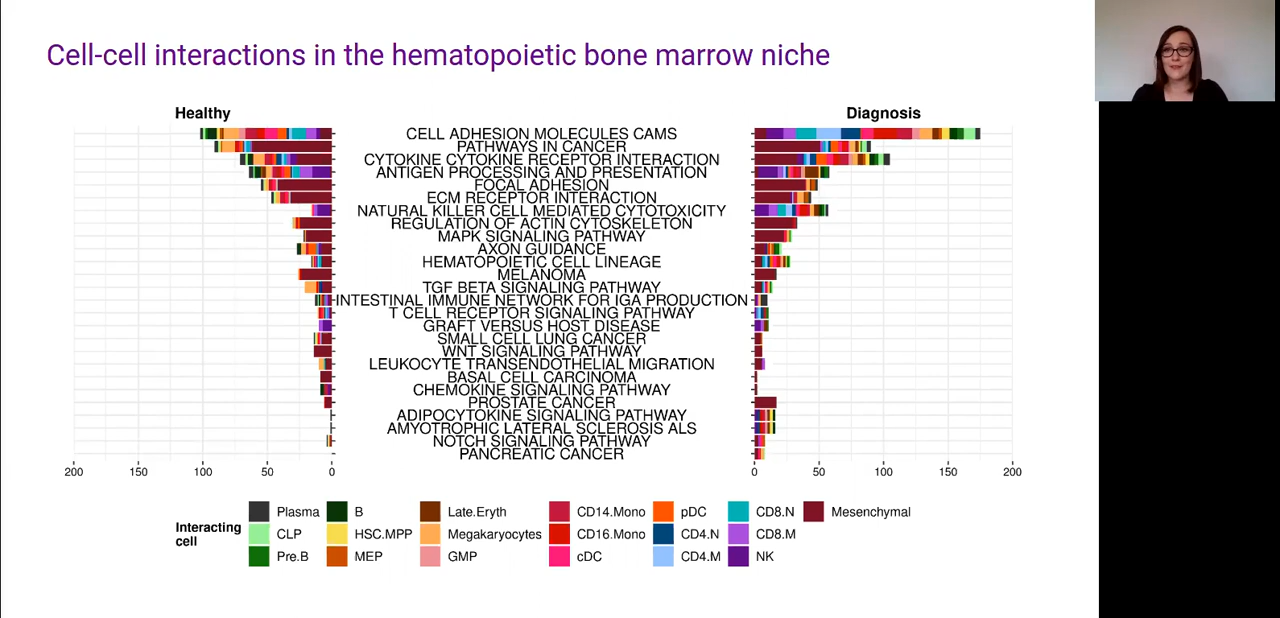 Cell-cell interactions in the hematopoietic bone marrow niche
Healthy
Diagnosis
CELL ADHESION MOLECULES CAMS
PATHWAYS IN CANCER
CYTOKINE CYTOKINE RECEPTOR INTERACTION
ANTIGEN PROCESSING AND PRESENTATION
FOCAL ADHESION
ECM RECEPTOR INTERACTION
NATURAL KILLER CELL MEDIATED CYTOTOXICITY
REGULATION OF ACTIN CYTOSKELETON
MAPK SIGNALING PATHWAY
AXON GUIDANCE
HEMATOPOIETIC CELL LINEAGE
MELANOMA
TGF BETA SIGNALING PATHWAY
INTESTINAL IMMUNE NETWORK FOR IGA PRODUCTION
T CELL RECEPTOR SIGNALING PATHWAY
GRAFT VERSUS HOST DISEASE
SMALL CELL LUNG CANCER
WNT SIGNALING PATHWAY
LEUKOCYTE TRANSENDOTHELIAL MIGRATION
BASAL CELL CARCINOMA
CHEMOKINE SIGNALING PATHWAY
PROSTATE CANCER
ADIPOCYTOKINE SIGNALING PATHWAY
AMYOTROPHIC LATERAL SCLEROSIS ALS
NOTCH SIGNALING PATHWAY
PANCREATIC CANCER
200 150 100 50 0
0 50 100 150 200
Interacting
cell
Plasma B Late.Eryth CD14.Mono pDC CD8.N Mesenchymal
CLP HSC.MPP Megakaryocytes CD16.Mono CD4.N CD8.M
Pre.B MEP GMP cDC CD4.M NK